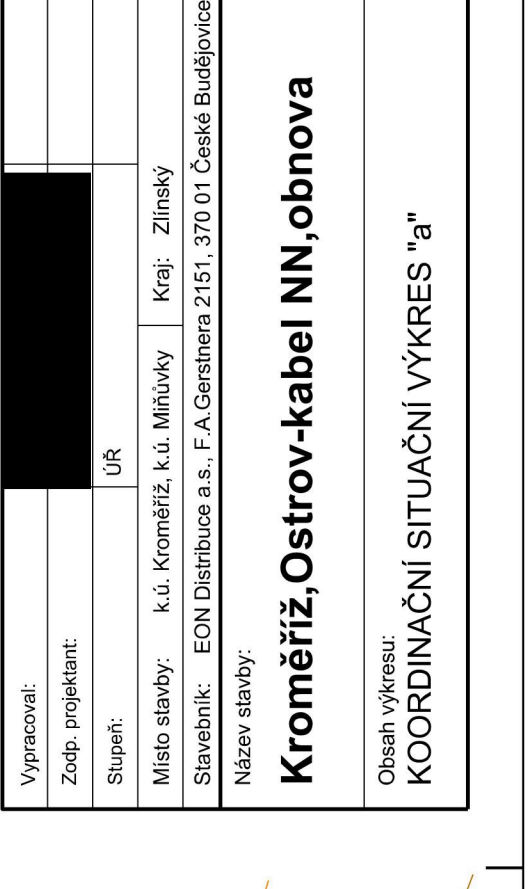 Vypracoval:
Zodp. projektant:
Stupeň: ÚŘ
Místo stavby: k.ú. Kroměříž, k.ú. Miňůvky Kraj: Zlínský
Stavebník: EON Distribuce a.s., F.A.Gerstnera 2151, 370 01 České Budějovice
Název stavby:
Kroměříž,Ostrov-kabel NN,obnova
Obsah výkresu:
KOORDINAČNÍ SITUAČNÍ VÝKRES "a"